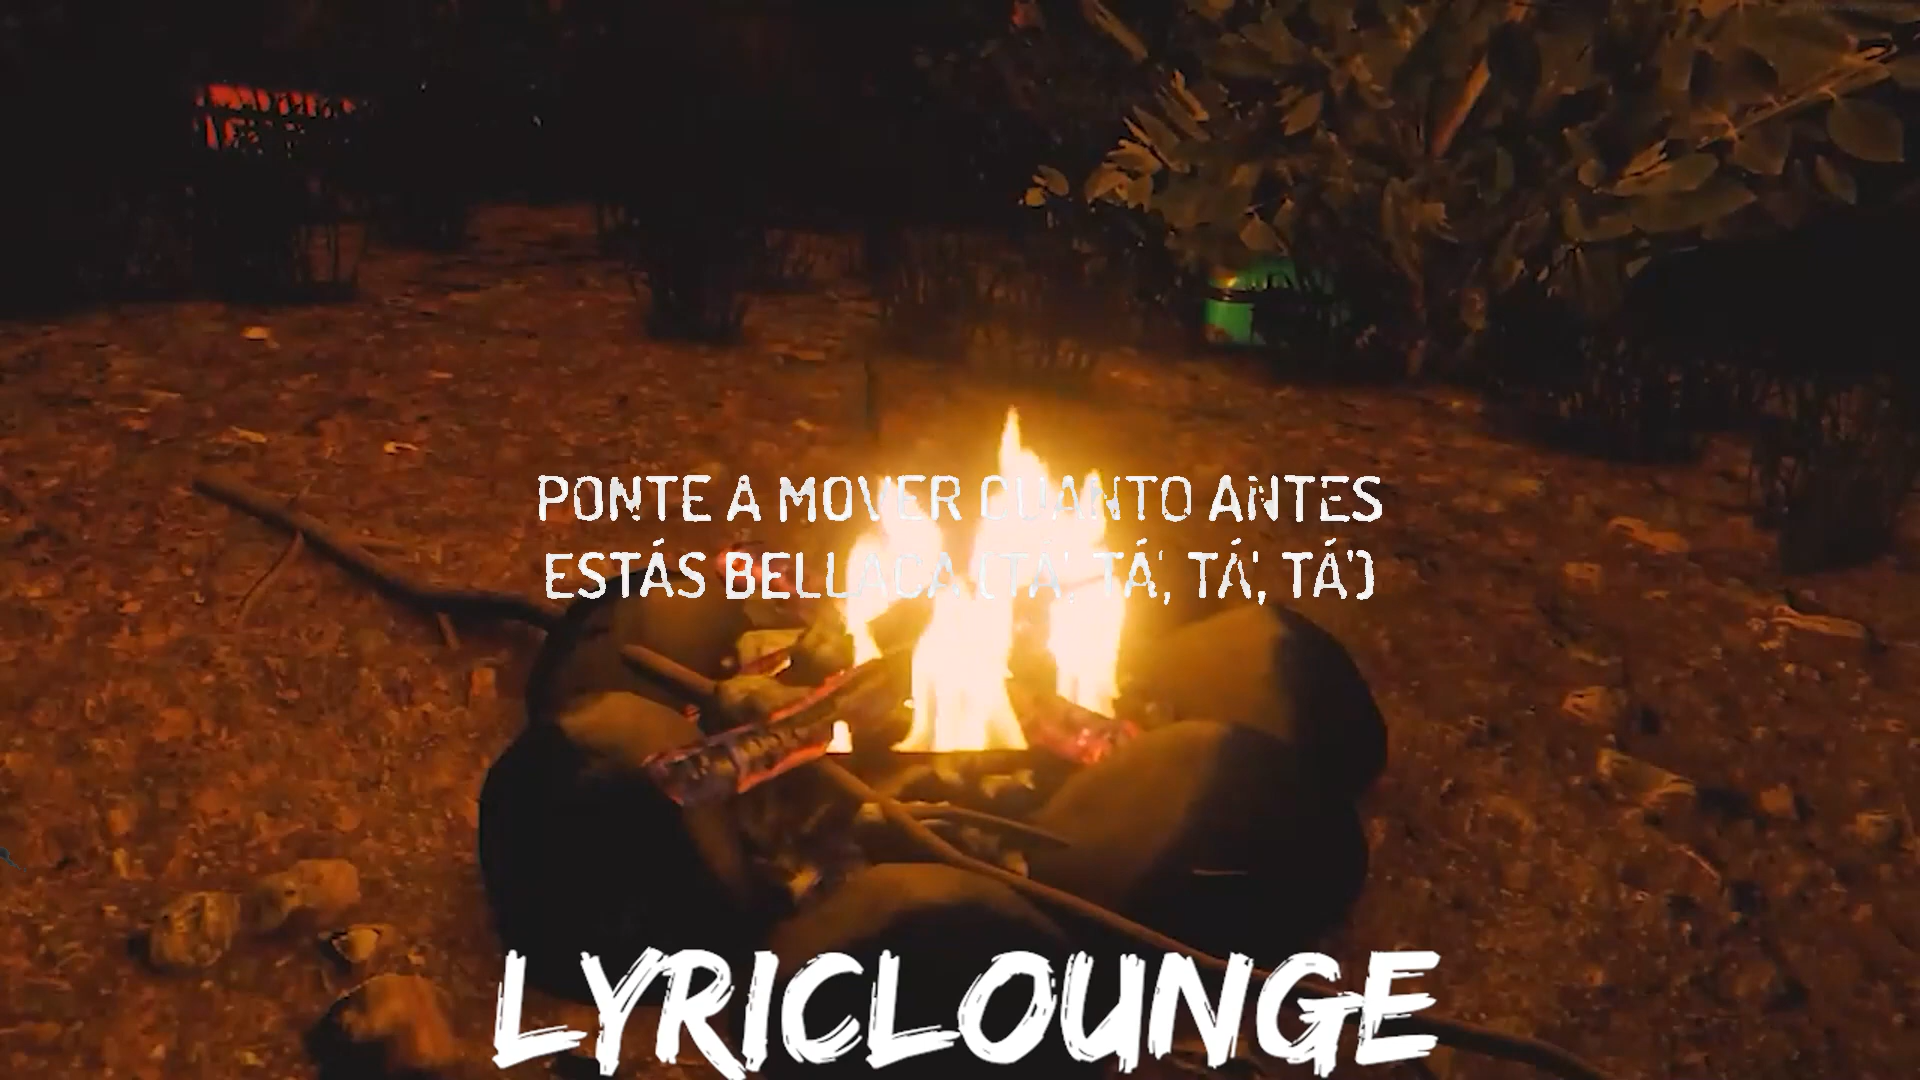 PONTE A MOVER CUANTO ANTES
ESTÁS BELLACA (TÁ', TÁ', TÁ', TÁ')
LYRICLOUNGE